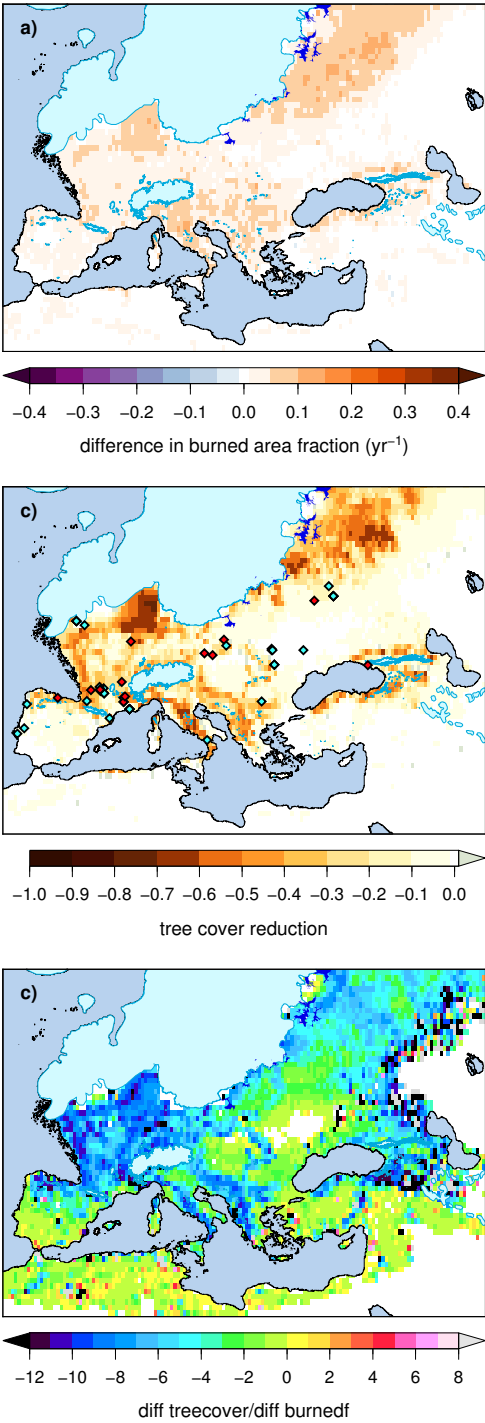 a)
−0.4 −0.3 −0.2 −0.1 0.0 0.1 0.2 0.3 0.4
difference in burned area fraction (yr⁻¹)
c)
−1.0 −0.9 −0.8 −0.7 −0.6 −0.5 −0.4 −0.3 −0.2 −0.1 0.0
tree cover reduction
c)
−12 −10 −8 −6 −4 −2 0 2 4 6 8
diff treecover/diff burnedf